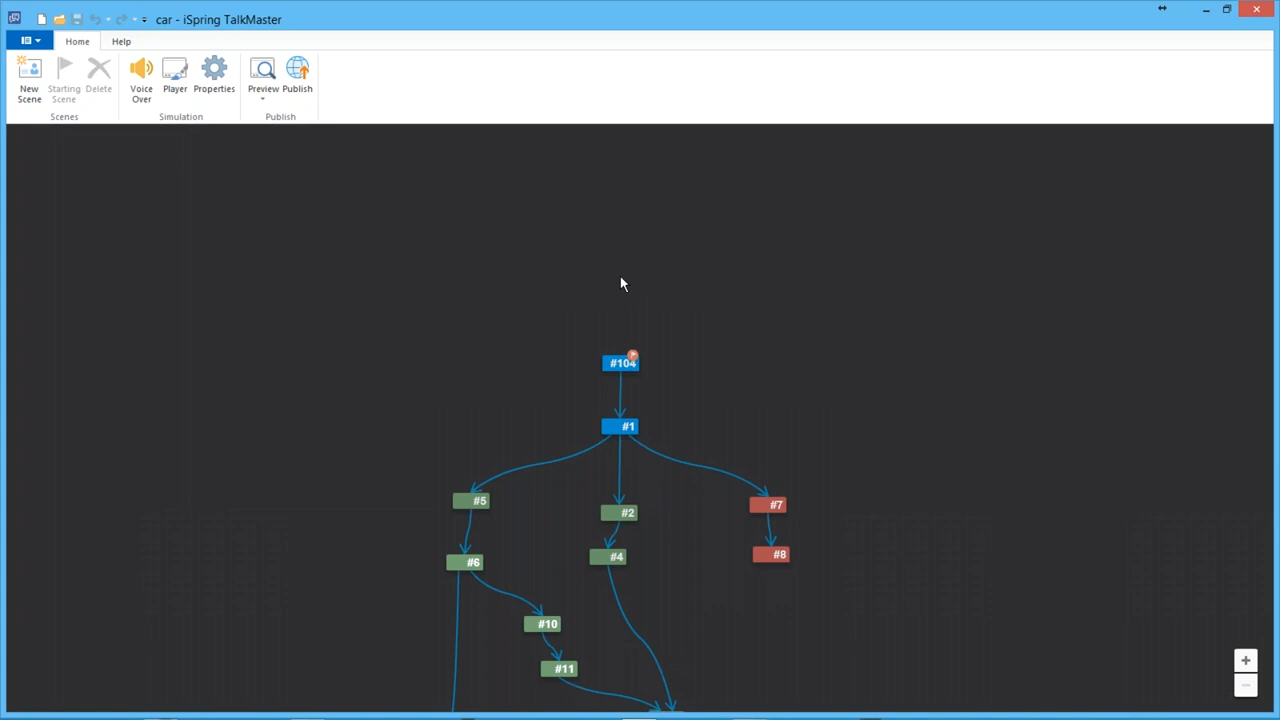 car - iSpring TalkMaster
Home Help
New Scene
Starting Scene
Delete
Voice Over
Player
Properties
Preview
Publish
Scenes
Simulation
Publish
#104
#1
#5
#2
#7
#4
#8
#6
#10
#11